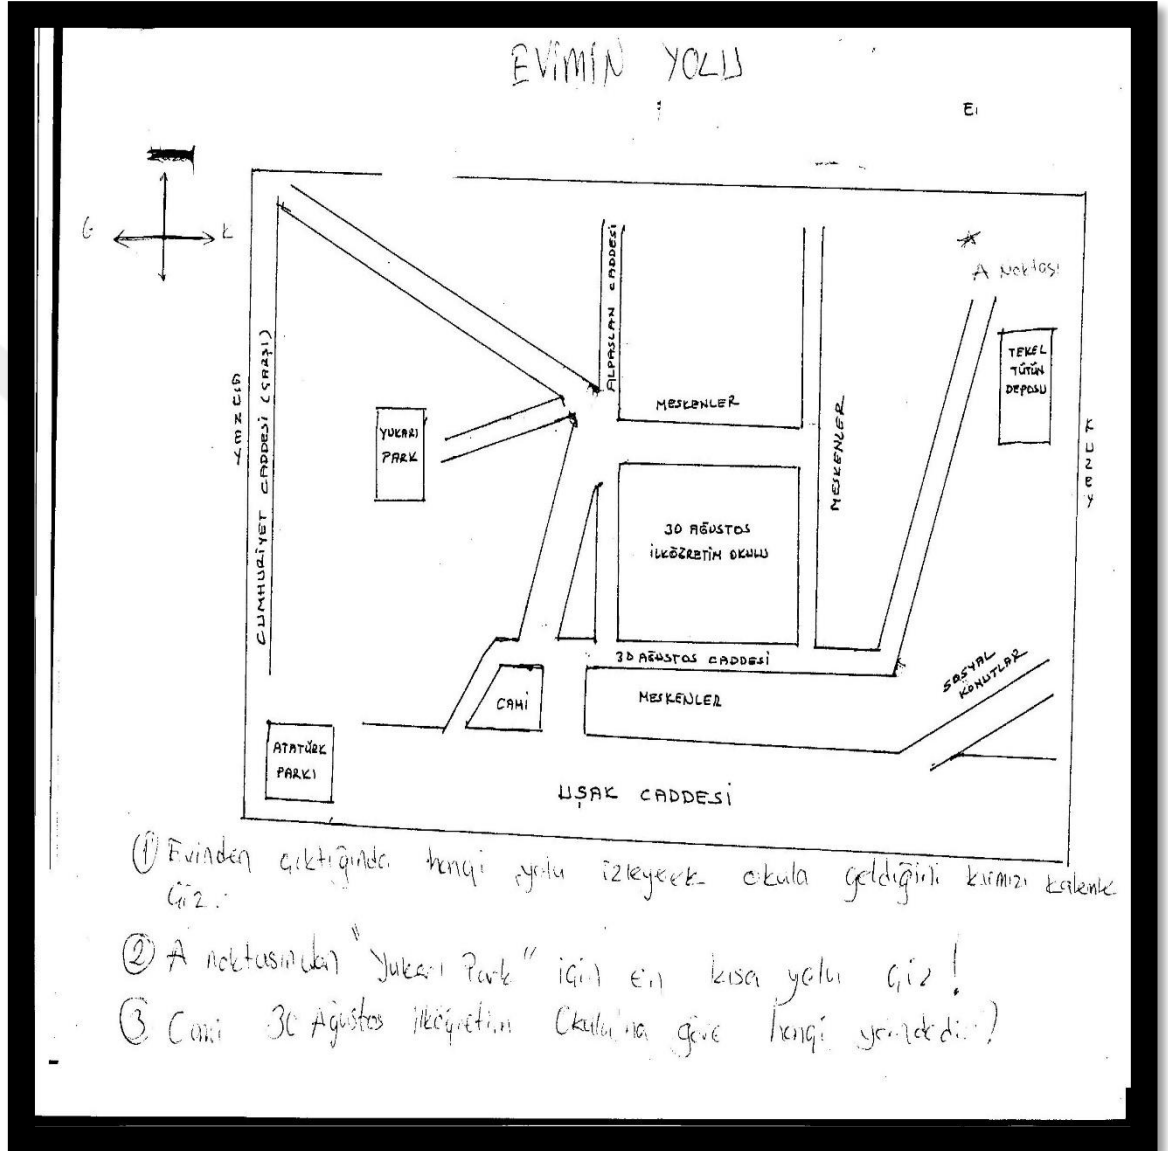 EVİMİN YOLU
E
G K
ALPASLAN CADDESİ
A Noktası
TEKEL
TÜTÜN
DEPOSU
MESKENLER
MESKENLER
YUKARI
PARK
CUMHURİYET CADDESİ (ÇARŞI)
KUZEY
30 AĞUSTOS
İLKÖĞRETİM OKULU
30 AĞUSTOS CADDESİ
SOSYAL
KONUTLAR
CAMİ
MESKENLER
ATATÜRK
PARKI
UŞAK CADDESİ
① Evinden çıktığında hangi yolu izleyerek okula geldiğini kırmızı kalemle
çiz.
② A noktasından "Yukarı Park" için en kısa yolu çiz!
③ Cami 30 Ağustos ilköğretim Okulu'na göre hangi yöndedir?